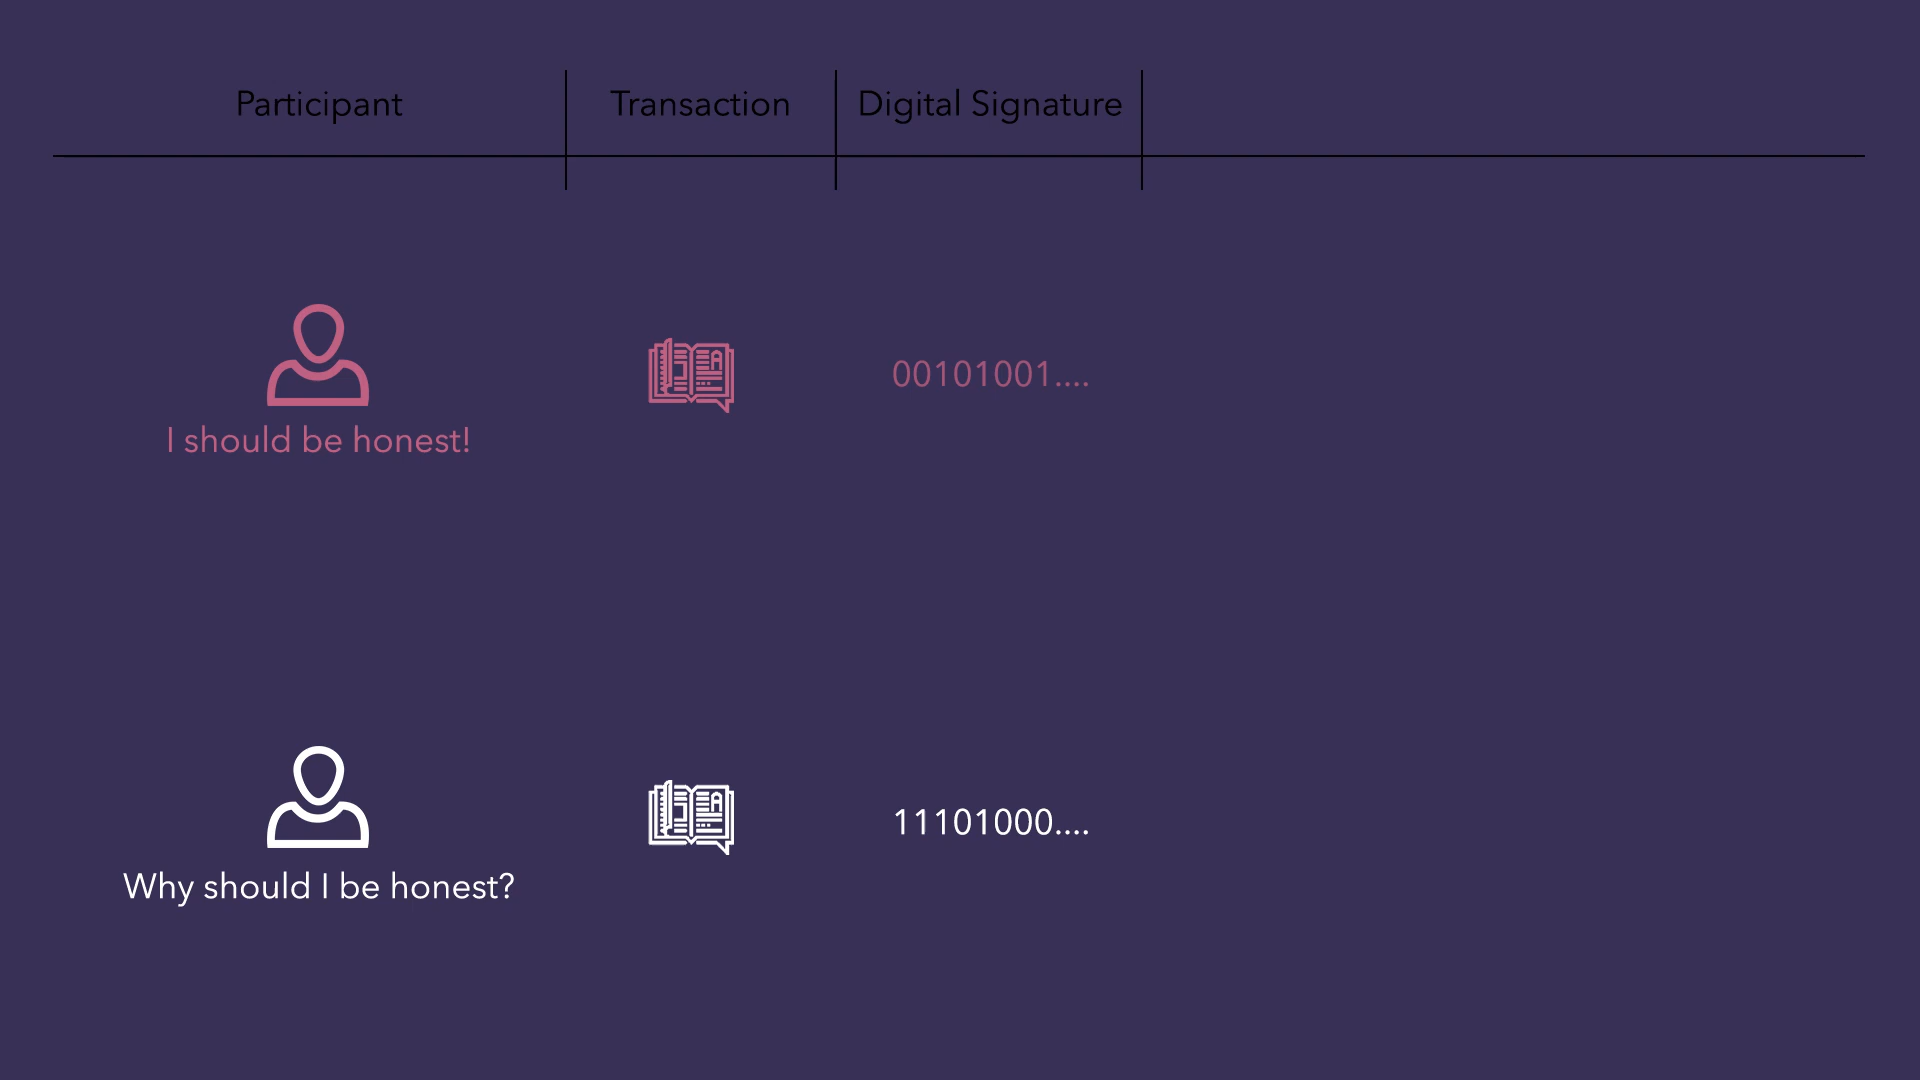 Participant Transaction Digital Signature
00101001....
I should be honest!
11101000....
Why should I be honest?